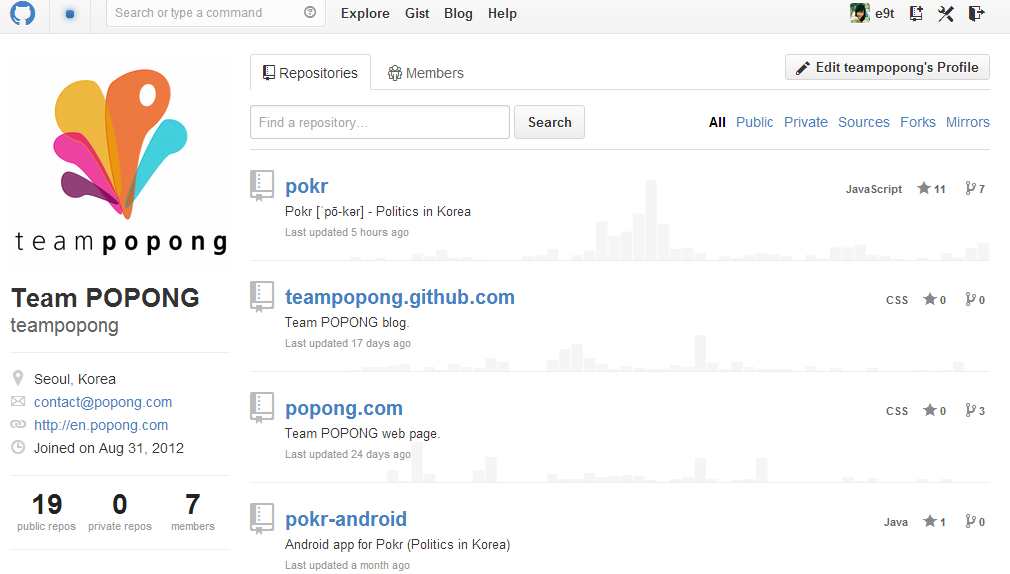 Search or type a command
Explore Gist Blog Help
e9t
teampopong
Team POPONG
teampopong
Seoul, Korea
contact@popong.com
http://en.popong.com
Joined on Aug 31, 2012
19 0 7
public repos private repos members
Repositories Members
Edit teampopong's Profile
Find a repository...
Search
All Public Private Sources Forks Mirrors
pokr
JavaScript 11 7
Pokr [ˈpō-kər] - Politics in Korea
Last updated 5 hours ago
teampopong.github.com
CSS 0 0
Team POPONG blog.
Last updated 17 days ago
popong.com
CSS 0 3
Team POPONG web page.
Last updated 24 days ago
pokr-android
Java 1 0
Android app for Pokr (Politics in Korea)
Last updated a month ago